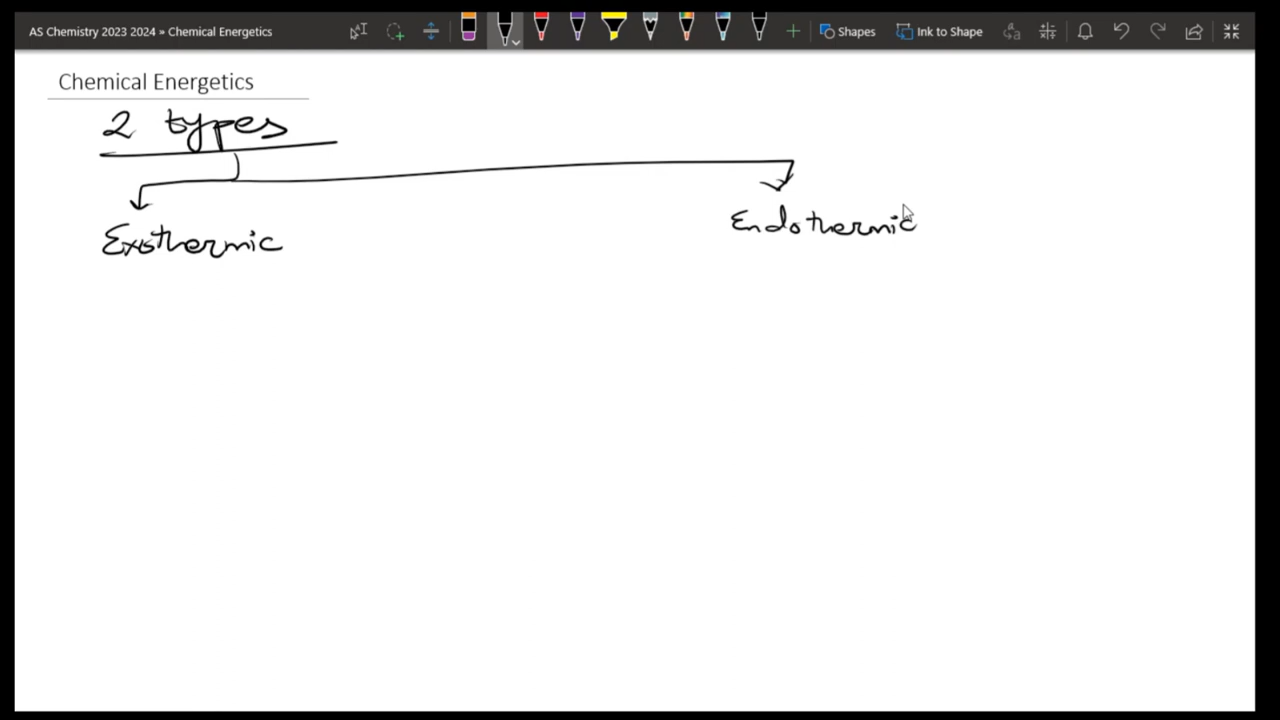 AS Chemistry 2023 2024 » Chemical Energetics
Shapes
Ink to Shape
Chemical Energetics
2 types
Exothermic
Endothermic